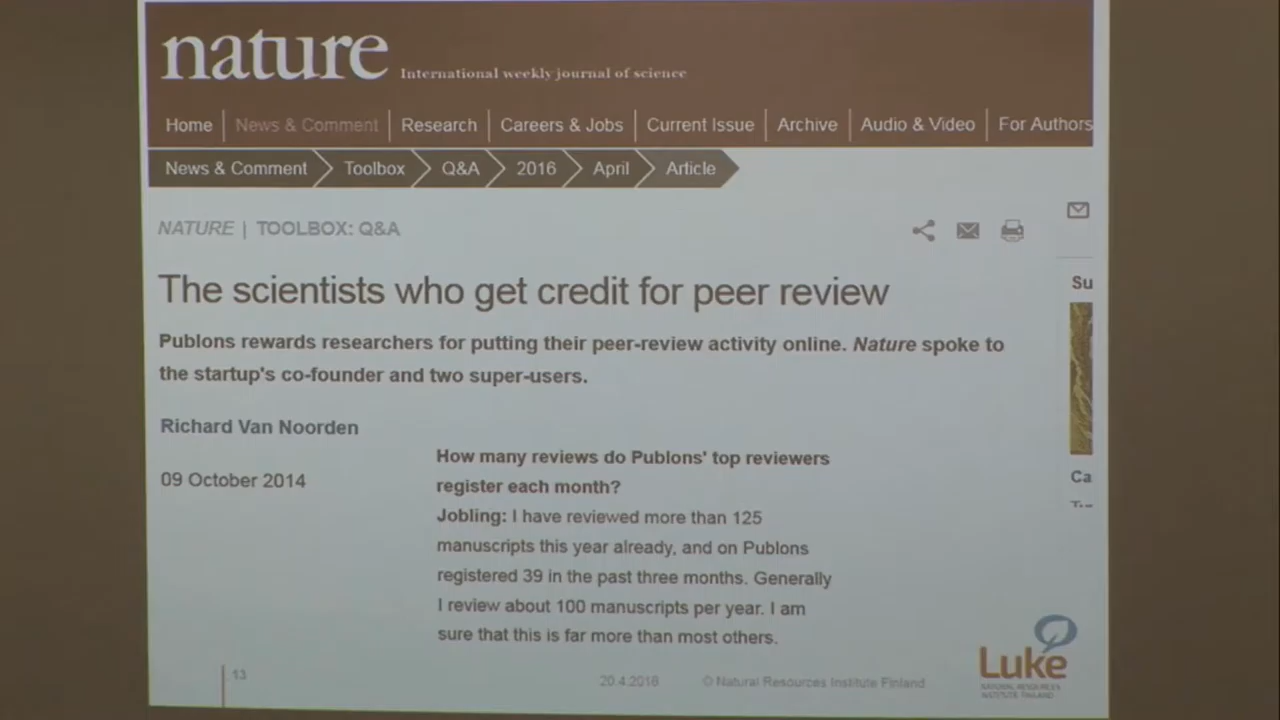 nature International weekly journal of science
Home News & Comment Research Careers & Jobs Current Issue Archive Audio & Video For Authors
News & Comment Toolbox Q&A 2016 April Article
NATURE | TOOLBOX: Q&A
The scientists who get credit for peer review
Su
Publons rewards researchers for putting their peer-review activity online. Nature spoke to
the startup's co-founder and two super-users.
Richard Van Noorden
09 October 2014
Ca
How many reviews do Publons' top reviewers
register each month?
Jobling: I have reviewed more than 125
manuscripts this year already, and on Publons
registered 39 in the past three months. Generally
I review about 100 manuscripts per year. I am
sure that this is far more than most others.
13
20.4.2016
© Natural Resources Institute Finland
Luke
NATURAL RESOURCES
INSTITUTE FINLAND